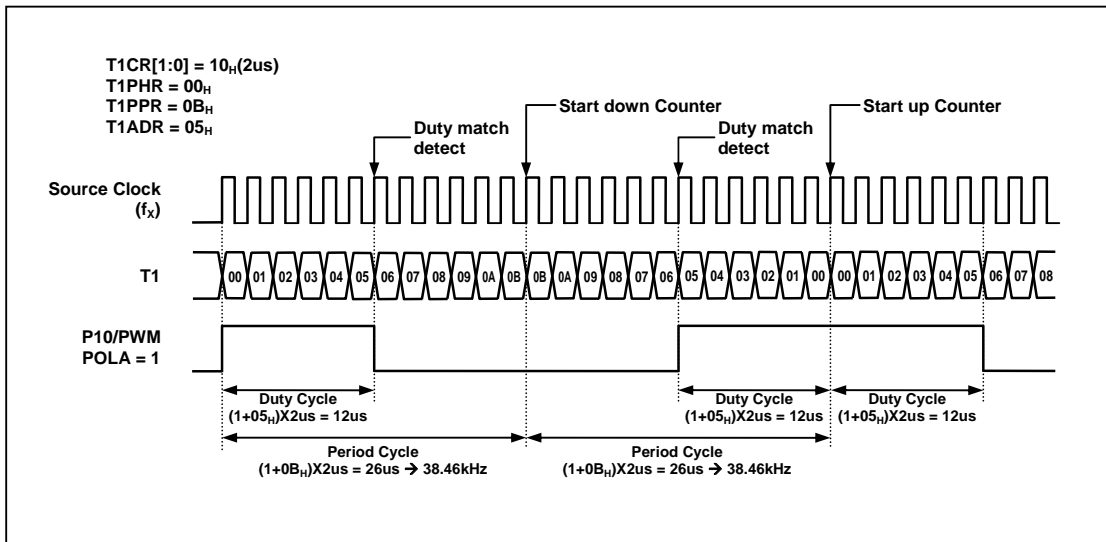 T1CR[1:0] = 10H(2us)
T1PHR = 00H
T1PPR = 0BH
T1ADR = 05H
Duty match
detect
Start down Counter
Duty match
detect
Start up Counter
Source Clock
(fX)
T1
00 01 02 03 04 05 06 07 08 09 0A 0B 0B 0A 09 08 07 06 05 04 03 02 01 00 00 01 02 03 04 05 06 07 08
P10/PWM
POLA = 1
Duty Cycle
(1+05H)X2us = 12us
Duty Cycle
(1+05H)X2us = 12us
Duty Cycle
(1+05H)X2us = 12us
Period Cycle
(1+0BH)X2us = 26us → 38.46kHz
Period Cycle
(1+0BH)X2us = 26us → 38.46kHz